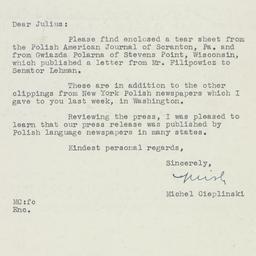 Dear Julius:
Please find enclosed a tear sheet from
the Polish American Journal of Scranton, Pa. and
from Gwiazda Polarna of Stevens Point, Wisconsin,
which published a letter from Mr. Filipowicz to
Senator Lehman.
These are in addition to the other
clippings from New York Polish newspapers which I
gave to you last week, in Washington.
Reviewing the press, I was pleased to
learn that our press release was published by
Polish language newspapers in many states.
Kindest personal regards,
Sincerely,
Michel Cieplinski
MC:fc
Enc.